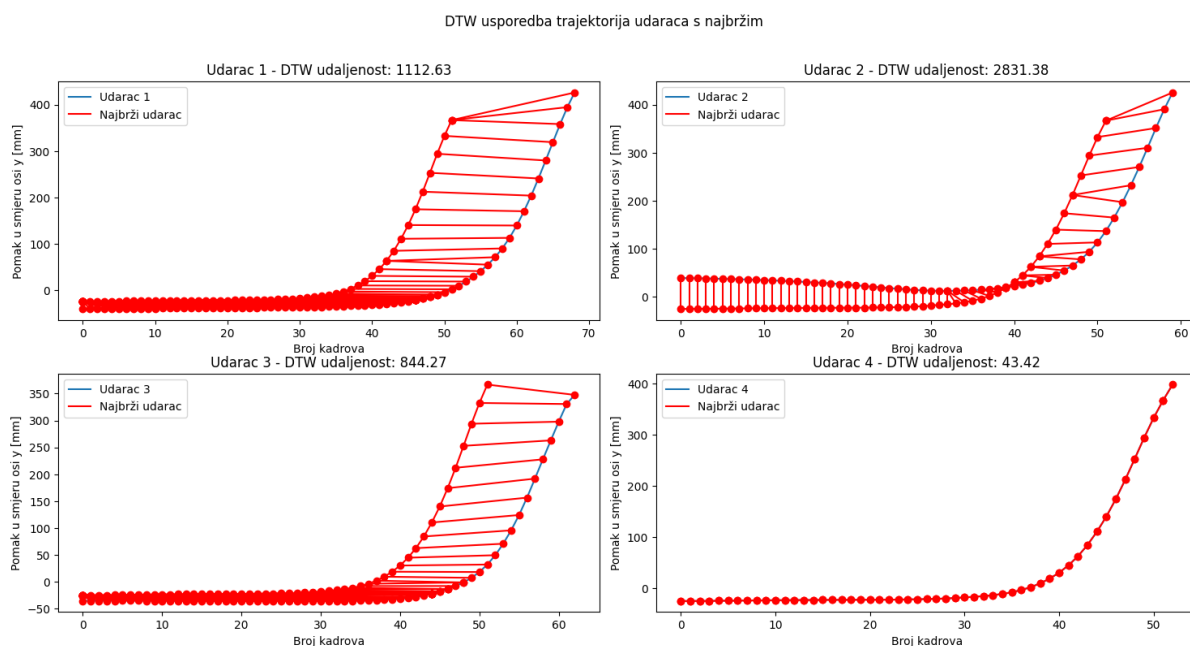 DTW usporedba trajektorija udaraca s najbržim
Udarac 1 - DTW udaljenost: 1112.63
Udarac 1
Najbrži udarac
Pomak u smjeru osi y [mm]
400
300
200
100
0
0 10 20 30 40 50 60 70
Broj kadrova
Udarac 2 - DTW udaljenost: 2831.38
Udarac 2
Najbrži udarac
Pomak u smjeru osi y [mm]
400
300
200
100
0
0 10 20 30 40 50 60
Broj kadrova
Udarac 3 - DTW udaljenost: 844.27
Udarac 3
Najbrži udarac
Pomak u smjeru osi y [mm]
350
300
250
200
150
100
50
0
−50
0 10 20 30 40 50 60
Broj kadrova
Udarac 4 - DTW udaljenost: 43.42
Udarac 4
Najbrži udarac
Pomak u smjeru osi y [mm]
400
300
200
100
0
0 10 20 30 40 50
Broj kadrova